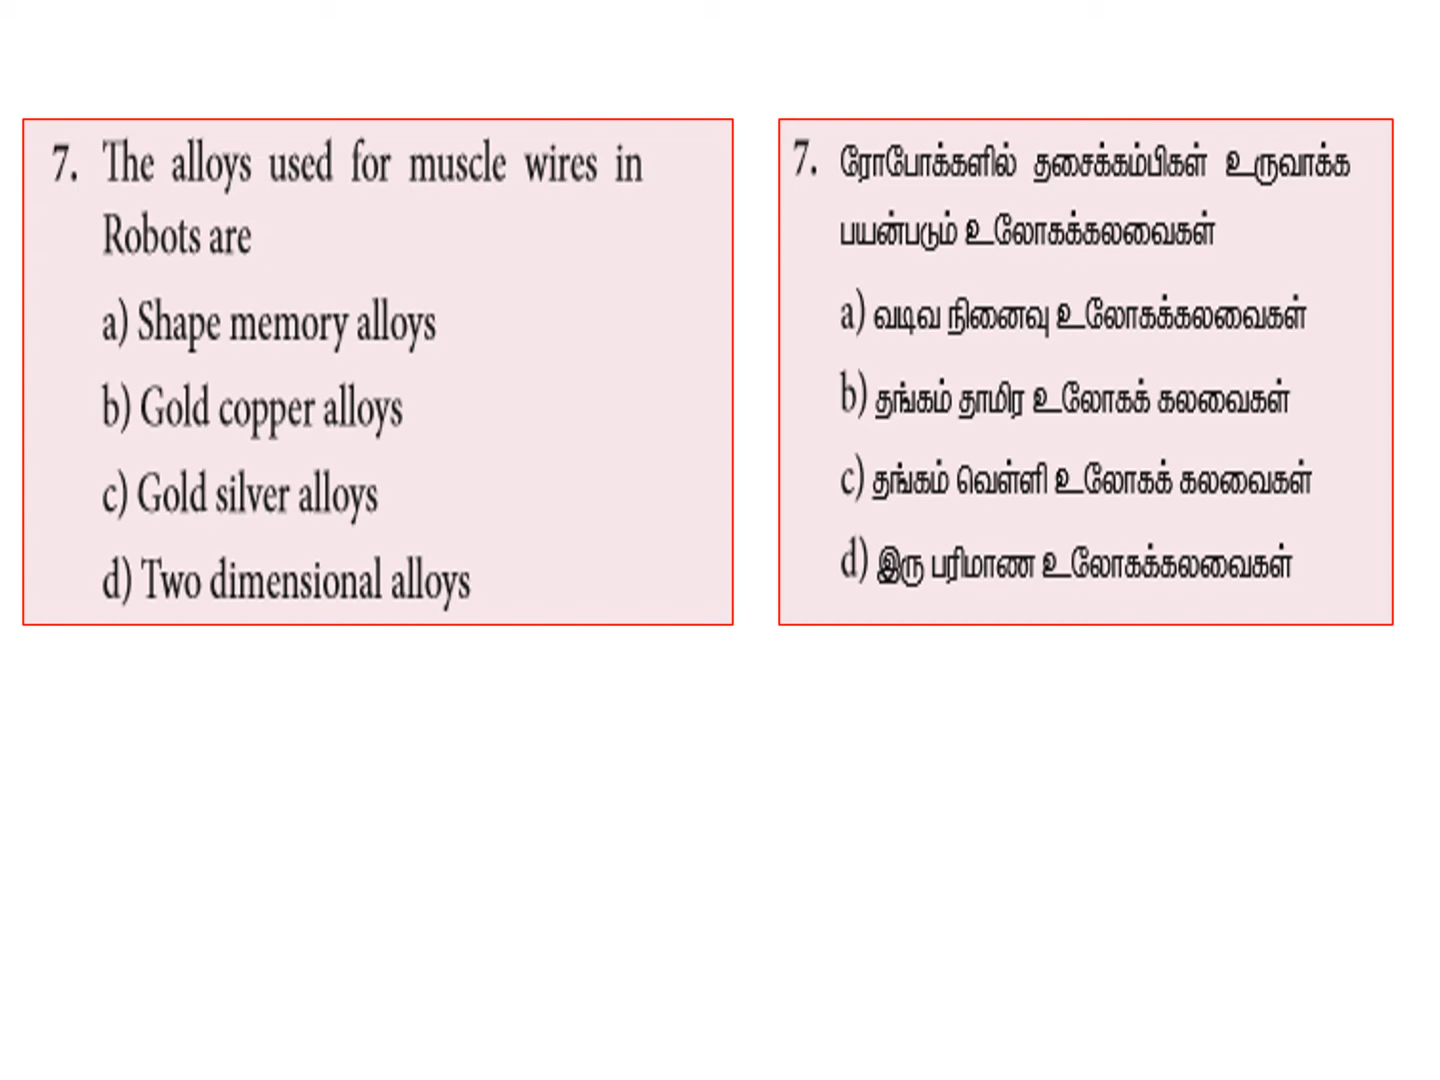 7. The alloys used for muscle wires in
Robots are
a) Shape memory alloys
b) Gold copper alloys
c) Gold silver alloys
d) Two dimensional alloys
7. ரோபோக்களில் தசைக்கம்பிகள் உருவாக்க
பயன்படும் உலோகக்கலவைகள்
a) வடிவ நினைவு உலோகக்கலவைகள்
b) தங்கம் தாமிர உலோகக் கலவைகள்
c) தங்கம் வெள்ளி உலோகக் கலவைகள்
d) இரு பரிமாண உலோகக்கலவைகள்